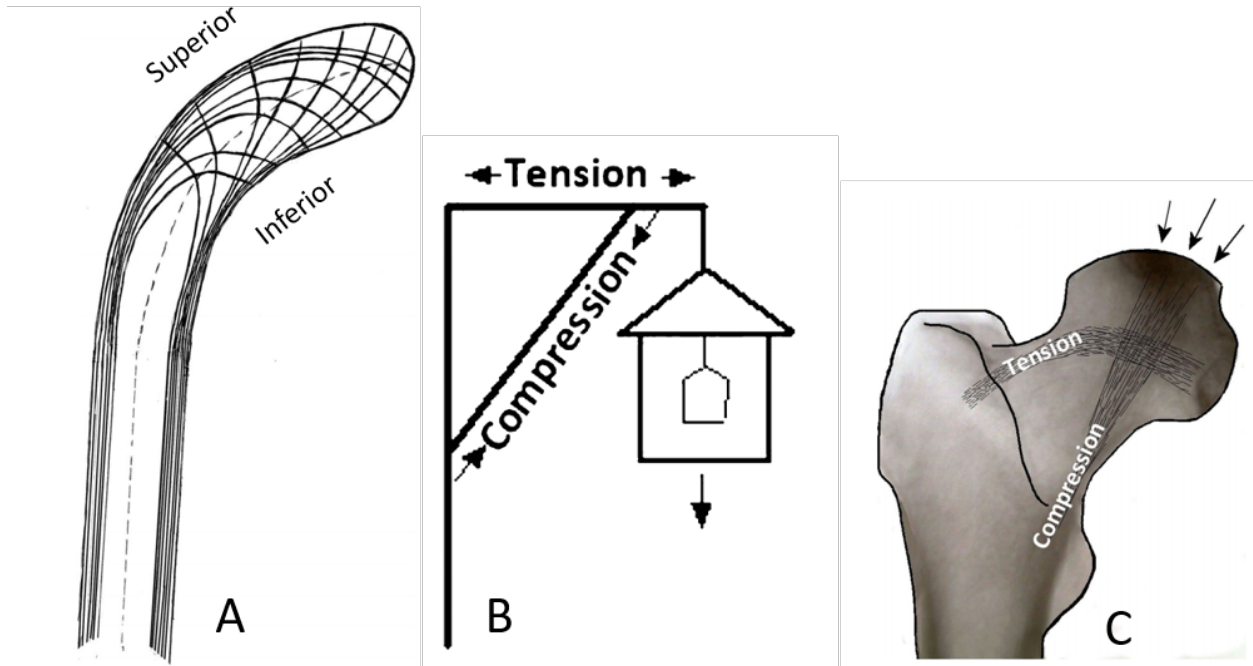 Superior
Inferior
A
Tension
Compression
B
Tension
Compression
C